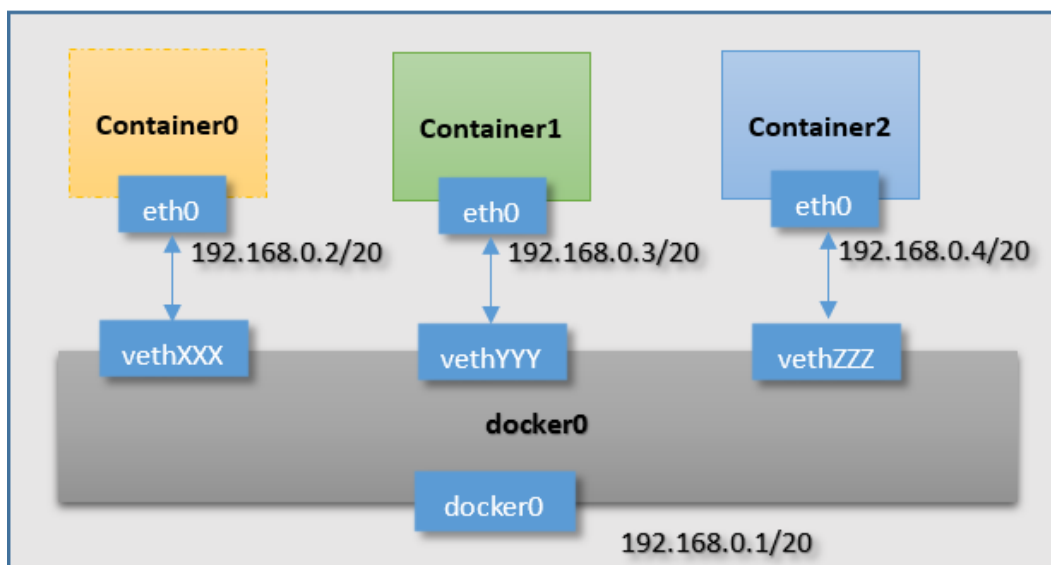 Container0
Container1
Container2
eth0
eth0
eth0
192.168.0.2/20
192.168.0.3/20
192.168.0.4/20
vethXXX
vethYYY
vethZZZ
docker0
docker0
192.168.0.1/20